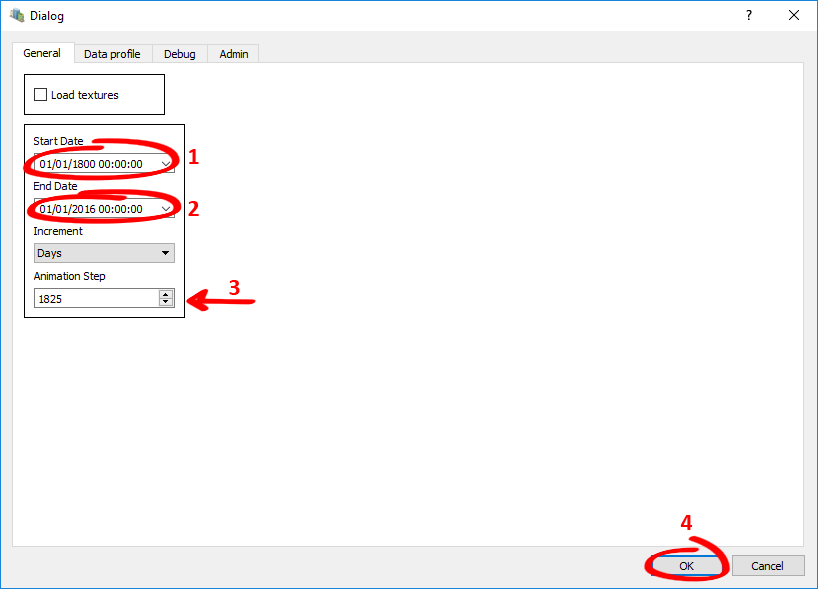 Dialog
?
General Data profile Debug Admin
Load textures
Start Date
01/01/1800 00:00:00
1
End Date
01/01/2016 00:00:00
2
Increment
Days
Animation Step
1825
3
4
OK Cancel